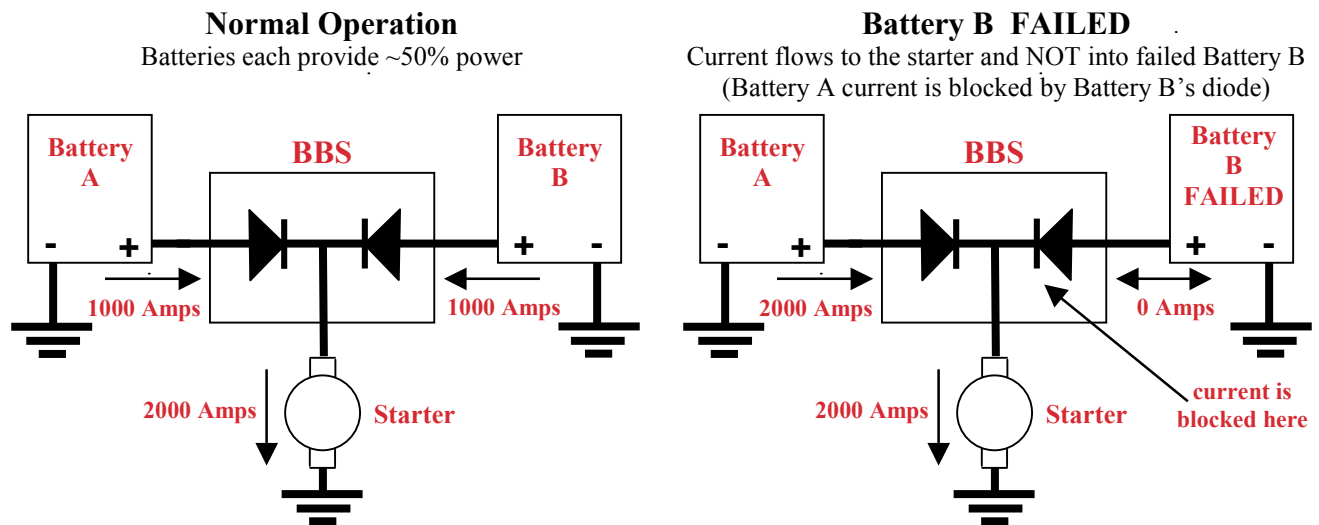 Normal Operation
Batteries each provide ~50% power
Battery
A
- +
BBS
Battery
B
+ -
1000 Amps
1000 Amps
2000 Amps
Starter
Battery B FAILED
Current flows to the starter and NOT into failed Battery B
(Battery A current is blocked by Battery B's diode)
Battery
A
- +
BBS
Battery
B
FAILED
+ -
2000 Amps
0 Amps
2000 Amps
Starter
current is
blocked here